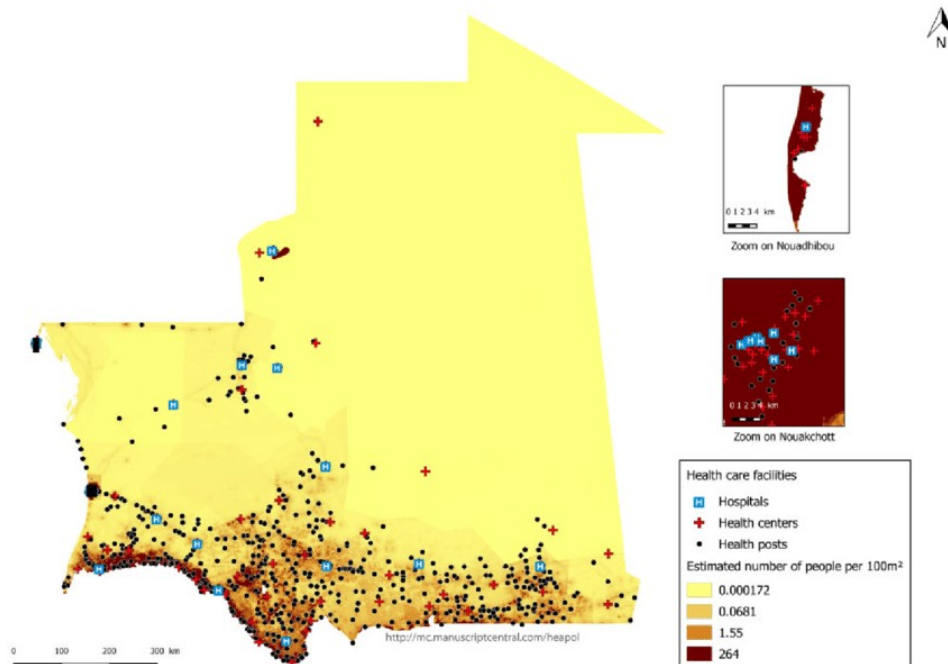 N
0 1 2 3 4 km
Zoom on Nouadhibou
0 1 2 3 4 km
Zoom on Nouakchott
Health care facilities
H Hospitals
Health centers
Health posts
Estimated number of people per 100m²
0.000172
0.0681
1.55
264
http://mc.manuscriptcentral.com/heapol
0 100 200 300 km